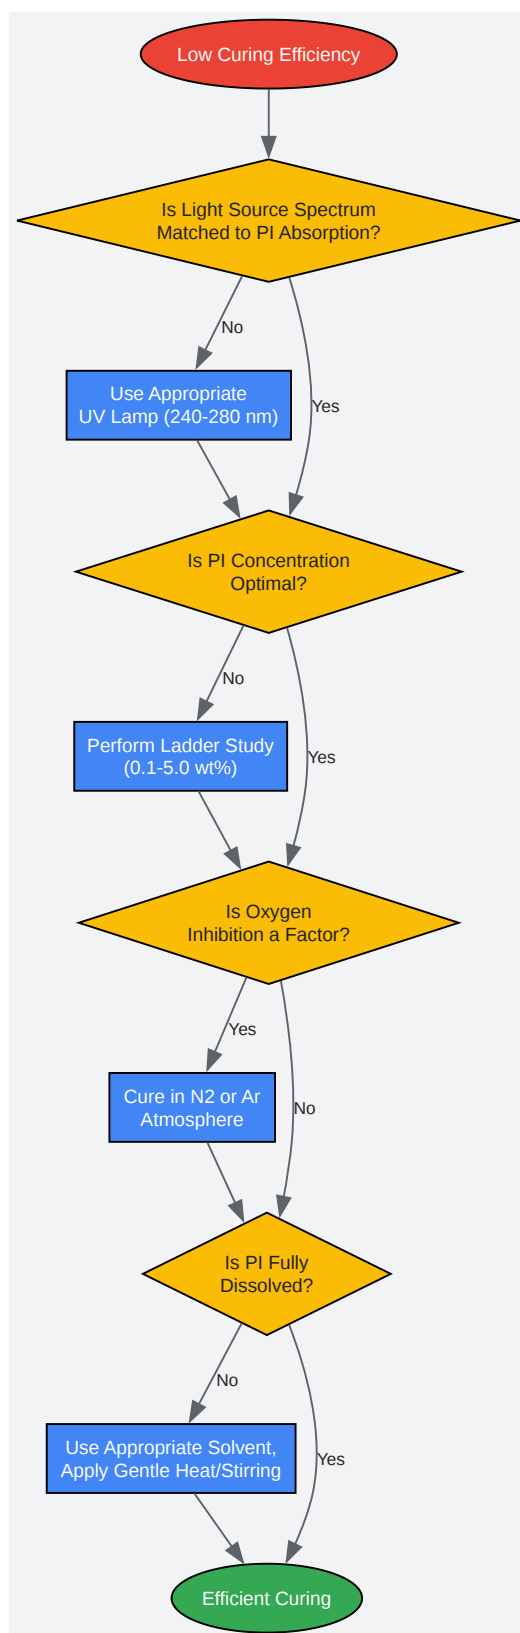 Low Curing Efficiency
Is Light Source Spectrum
Matched to PI Absorption?
No
Use Appropriate
UV Lamp (240-280 nm)
Yes
Is PI Concentration
Optimal?
No
Perform Ladder Study
(0.1-5.0 wt%)
Yes
Is Oxygen
Inhibition a Factor?
Yes
Cure in N2 or Ar
Atmosphere
No
Is PI Fully
Dissolved?
No
Use Appropriate Solvent,
Apply Gentle Heat/Stirring
Yes
Efficient Curing